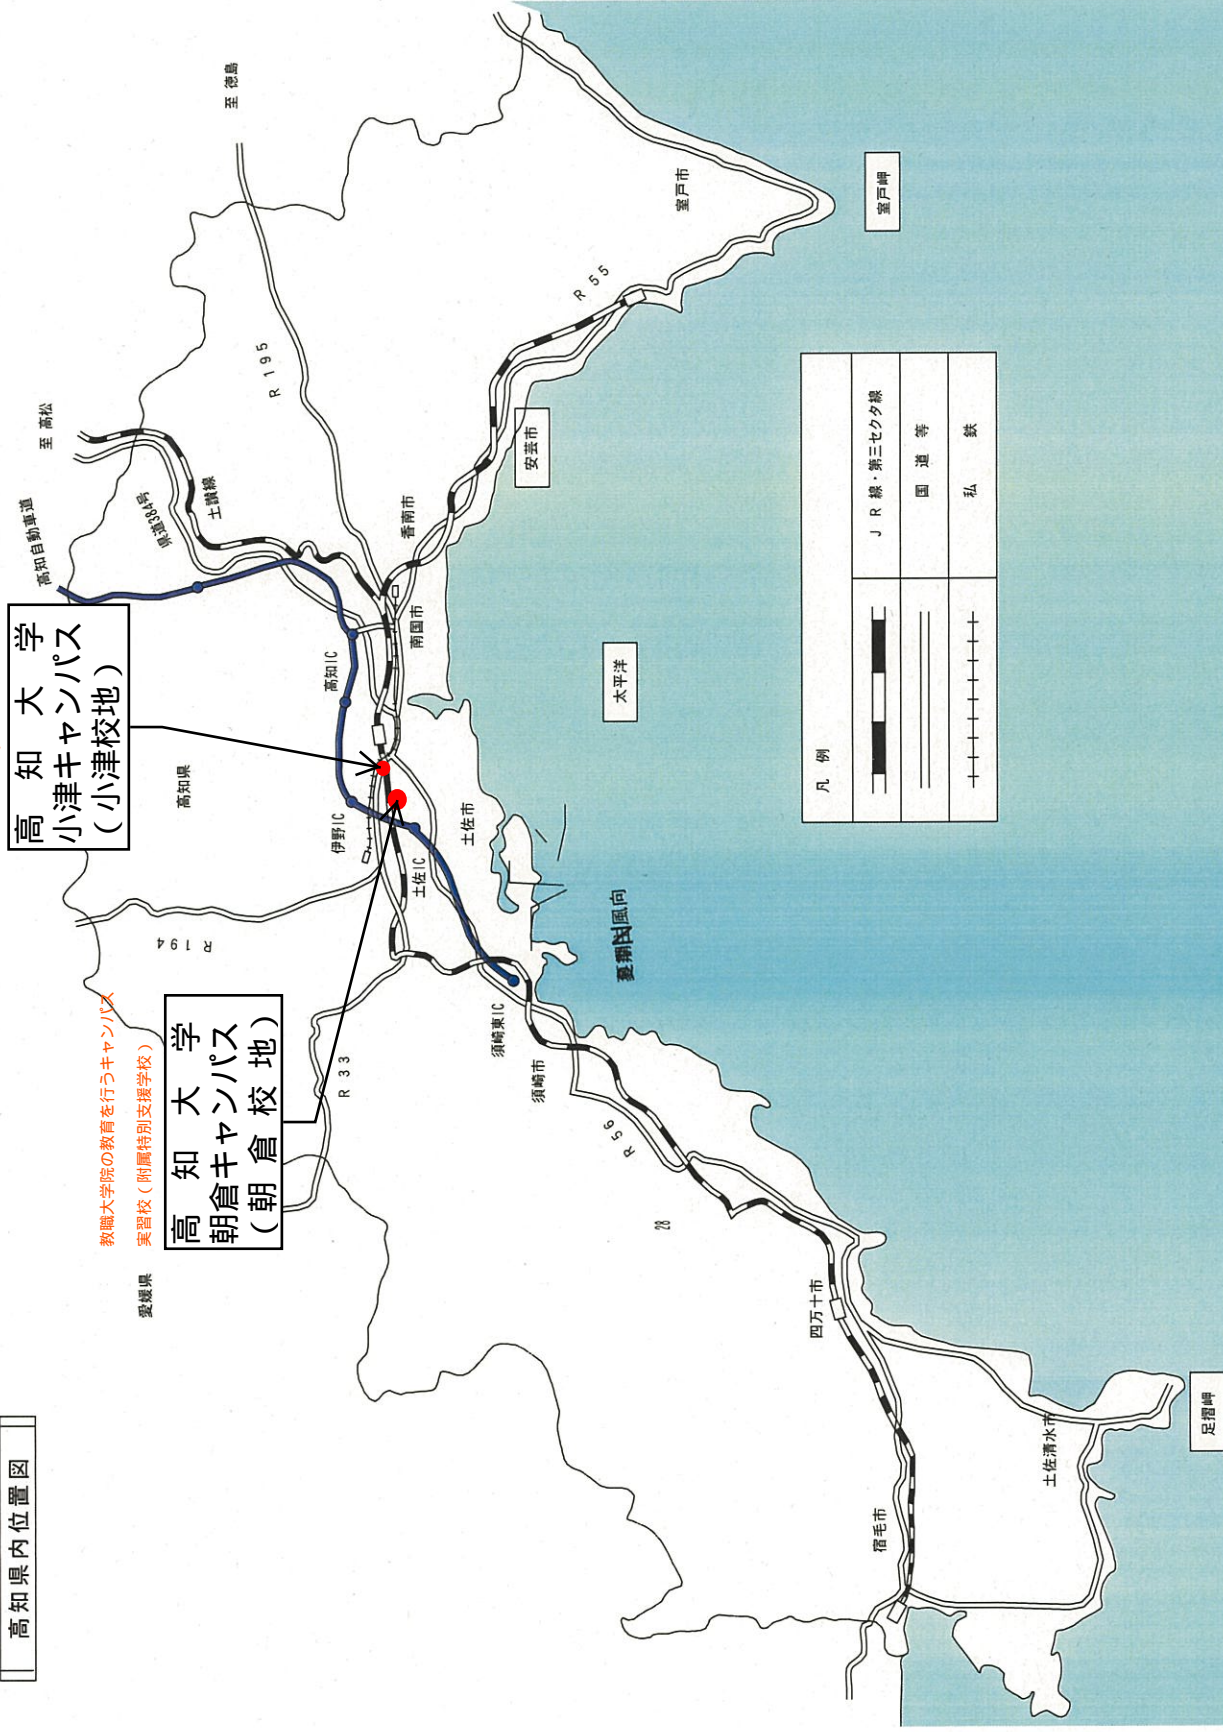 高知県内位置図
愛媛県
教職大学院の教育を行うキャンパス
実習校（附属特別支援学校）
高知大学
朝倉キャンパス
（朝倉校地）
高知大学
小津キャンパス
（小津校地）
高知県
高知自動車道
至 高松
至 徳島
県道384号
土讃線
R 195
R 194
R 33
R 55
R 56
28
伊野IC
高知IC
土佐IC
須崎東IC
須崎市
土佐市
南国市
香南市
安芸市
室戸市
室戸岬
太平洋
四万十市
宿毛市
土佐清水市
足摺岬
凡 例
ＪＲ線・第三セクタ線
国 道 等
私 鉄